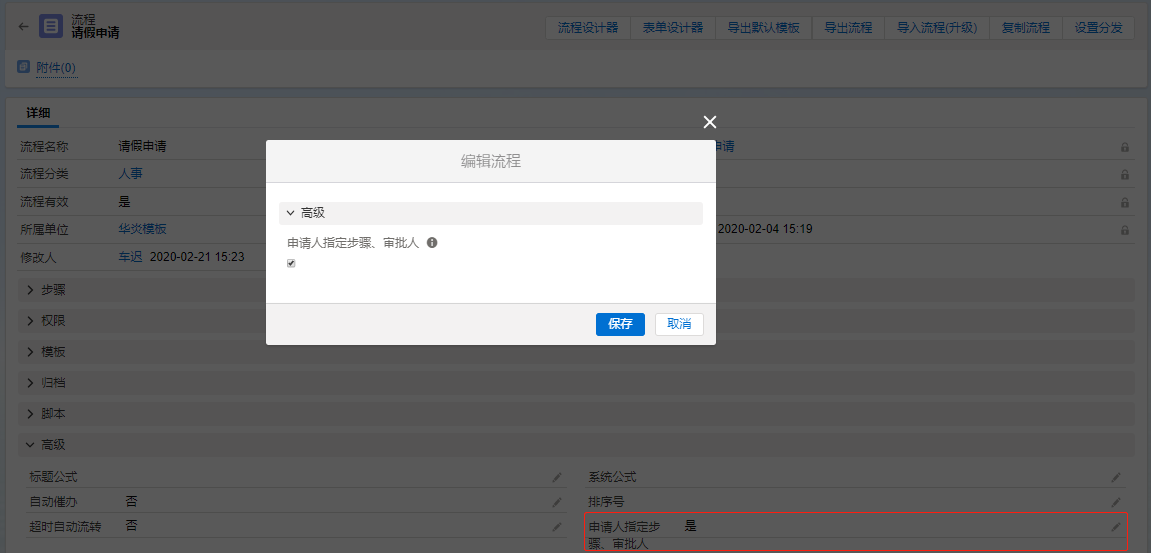 流程
请假申请
流程设计器 表单设计器 导出默认模板 导出流程 导入流程(升级) 复制流程 设置分发
附件(0)
详细
流程名称 请假申请 申请
流程分类 人事
流程有效 是
所属单位 华炎模板 2020-02-04 15:19
修改人 车迟 2020-02-21 15:23
编辑流程
高级
申请人指定步骤、审批人
保存 取消
步骤
权限
模板
归档
脚本
高级
标题公式 系统公式
自动催办 否 排序号
超时自动流转 否 申请人指定步 是
骤、审批人